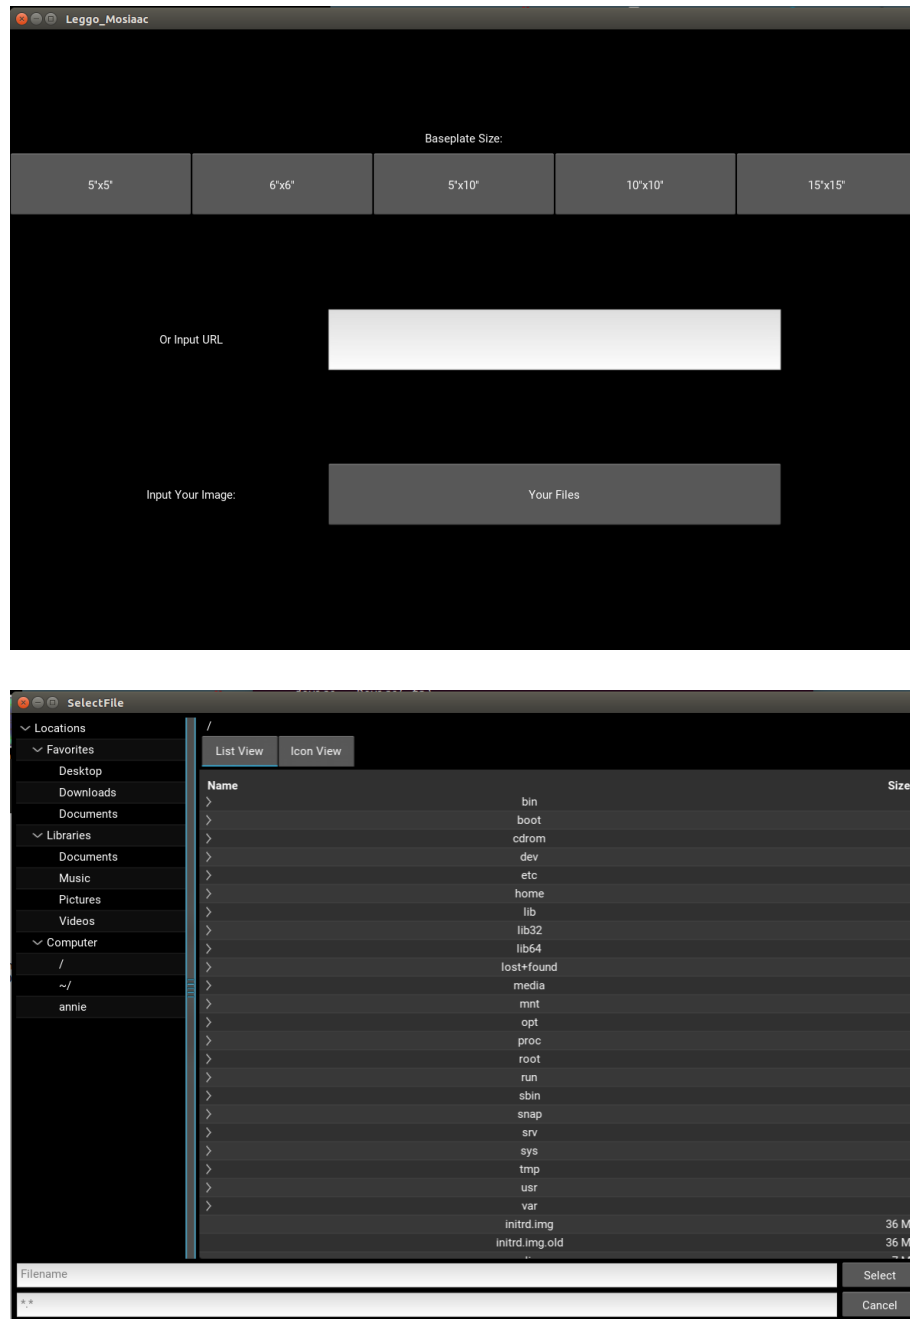 Leggo_Mosiaac
Baseplate Size:
5"x5" 6"x6" 5"x10" 10"x10" 15"x15"
Or Input URL
Input Your Image: Your Files
SelectFile
Locations
Favorites
Desktop
Downloads
Documents
Libraries
Documents
Music
Pictures
Videos
Computer
/
~/
annie
/
List View Icon View
Name Size
bin
boot
cdrom
dev
etc
home
lib
lib32
lib64
lost+found
media
mnt
opt
proc
root
run
sbin
snap
srv
sys
tmp
usr
var
initrd.img 36 M
initrd.img.old 36 M
Filename Select
*.* Cancel